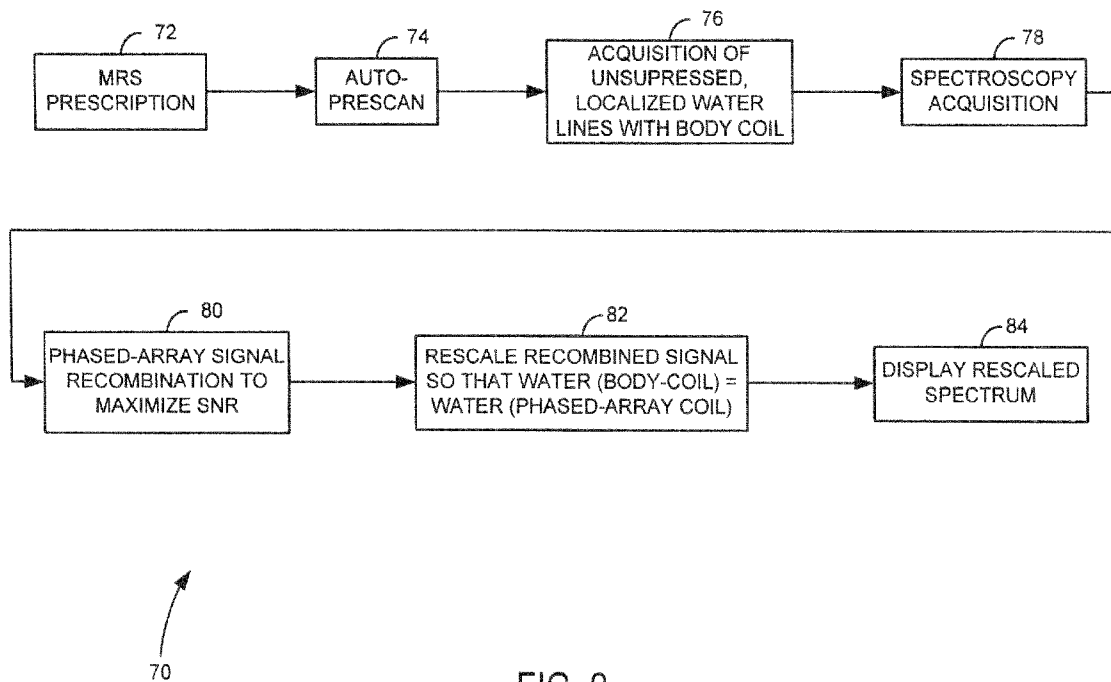 72
MRS
PRESCRIPTION
74
AUTO-
PRESCAN
76
ACQUISITION OF
UNSUPRESSED,
LOCALIZED WATER
LINES WITH BODY COIL
78
SPECTROSCOPY
ACQUISITION
80
PHASED-ARRAY SIGNAL
RECOMBINATION TO
MAXIMIZE SNR
82
RESCALE RECOMBINED SIGNAL
SO THAT WATER (BODY-COIL) =
WATER (PHASED-ARRAY COIL)
84
DISPLAY RESCALED
SPECTRUM
70
FIG.